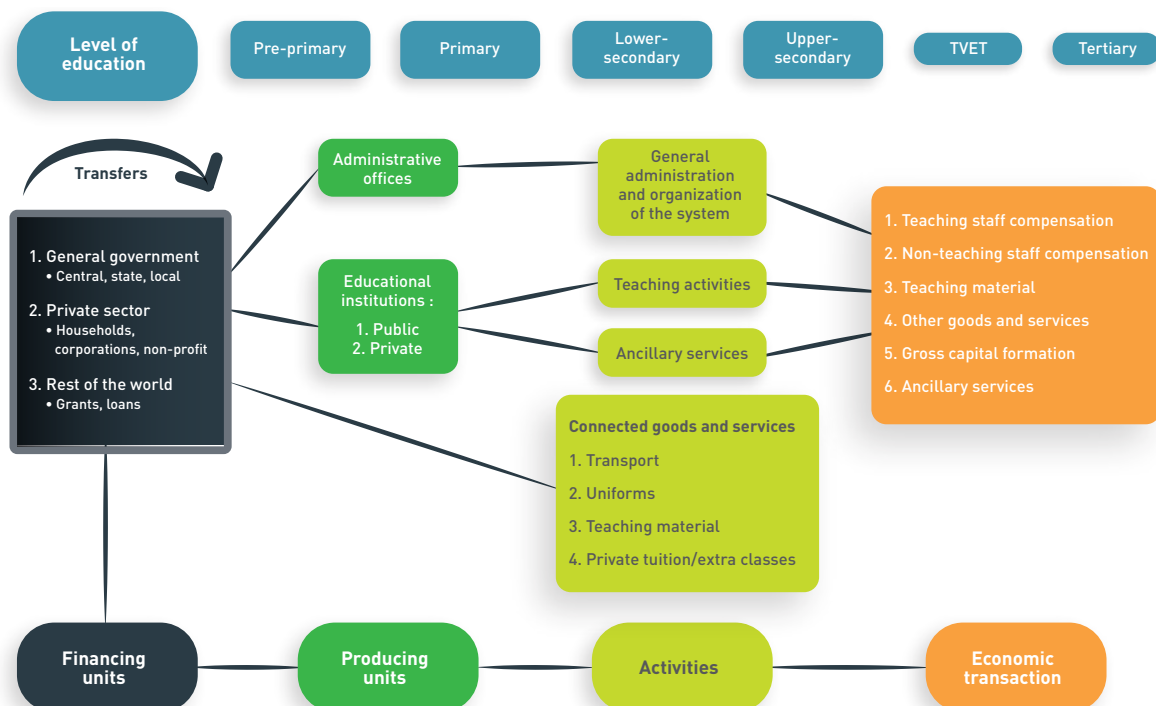 Level of
education
Pre-primary
Primary
Lower-
secondary
Upper-
secondary
TVET
Tertiary
Transfers
1. General government
• Central, state, local
2. Private sector
• Households,
corporations, non-profit
3. Rest of the world
• Grants, loans
Administrative
offices
Educational
institutions :
1. Public
2. Private
General
administration
and organization
of the system
Teaching activities
Ancillary services
Connected goods and services
1. Transport
2. Uniforms
3. Teaching material
4. Private tuition/extra classes
1. Teaching staff compensation
2. Non-teaching staff compensation
3. Teaching material
4. Other goods and services
5. Gross capital formation
6. Ancillary services
Financing
units
Producing
units
Activities
Economic
transaction